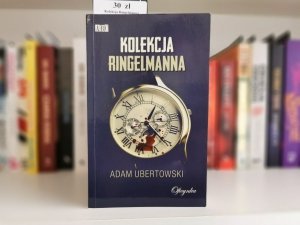 30 zł
KOLEKCJA
RINGELMANNA
ADAM UBERTOWSKI
Oficynka